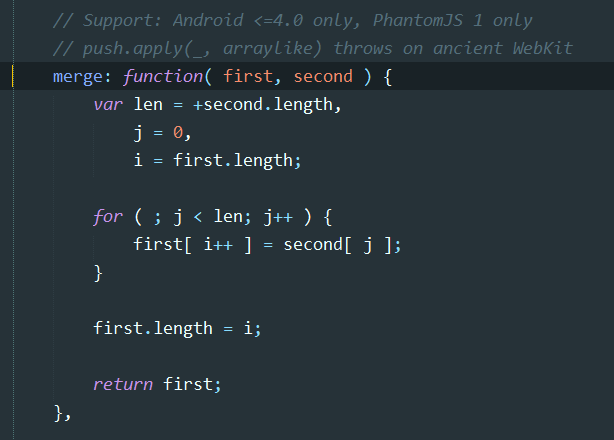 // Support: Android <=4.0 only, PhantomJS 1 only
// push.apply(_, arraylike) throws on ancient WebKit
merge: function( first, second ) {
var len = +second.length,
j = 0,
i = first.length;
for ( ; j < len; j++ ) {
first[ i++ ] = second[ j ];
}
first.length = i;
return first;
},